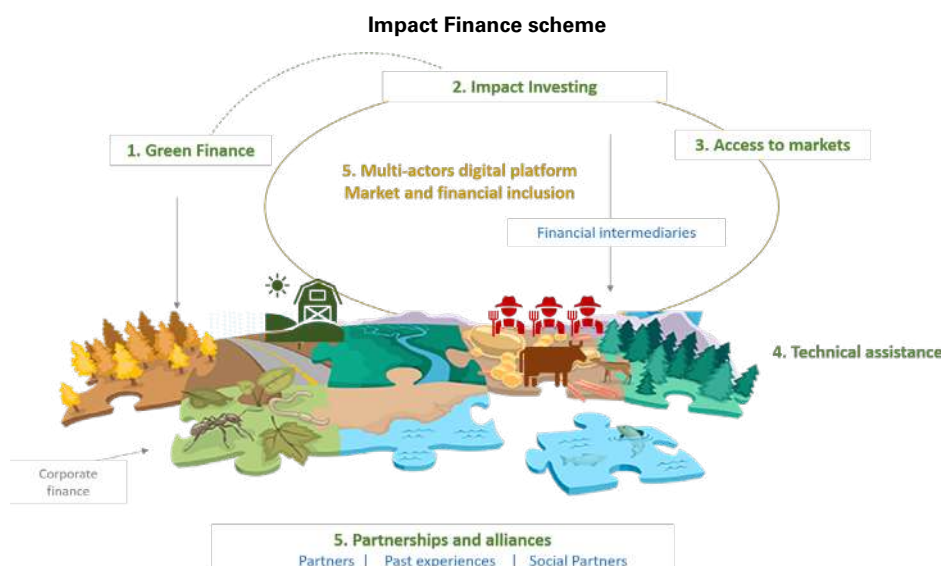 Impact Finance scheme
2. Impact Investing
1. Green Finance
3. Access to markets
5. Multi-actors digital platform
Market and financial inclusion
Financial intermediaries
4. Technical assistance
Corporate
finance
5. Partnerships and alliances
Partners | Past experiences | Social Partners